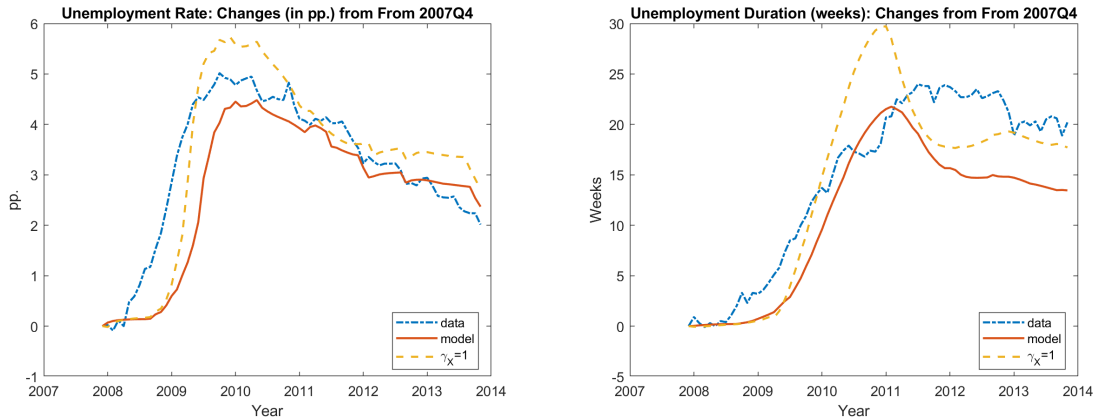 Unemployment Rate: Changes (in pp.) from From 2007Q4
6
5
4
3
2
1
0
-1
pp.
2007
2008
2009
2010
2011
2012
2013
2014
Year
data
model
γX=1
Unemployment Duration (weeks): Changes from From 2007Q4
30
25
20
15
10
5
0
-5
Weeks
2007
2008
2009
2010
2011
2012
2013
2014
Year
data
model
γX=1